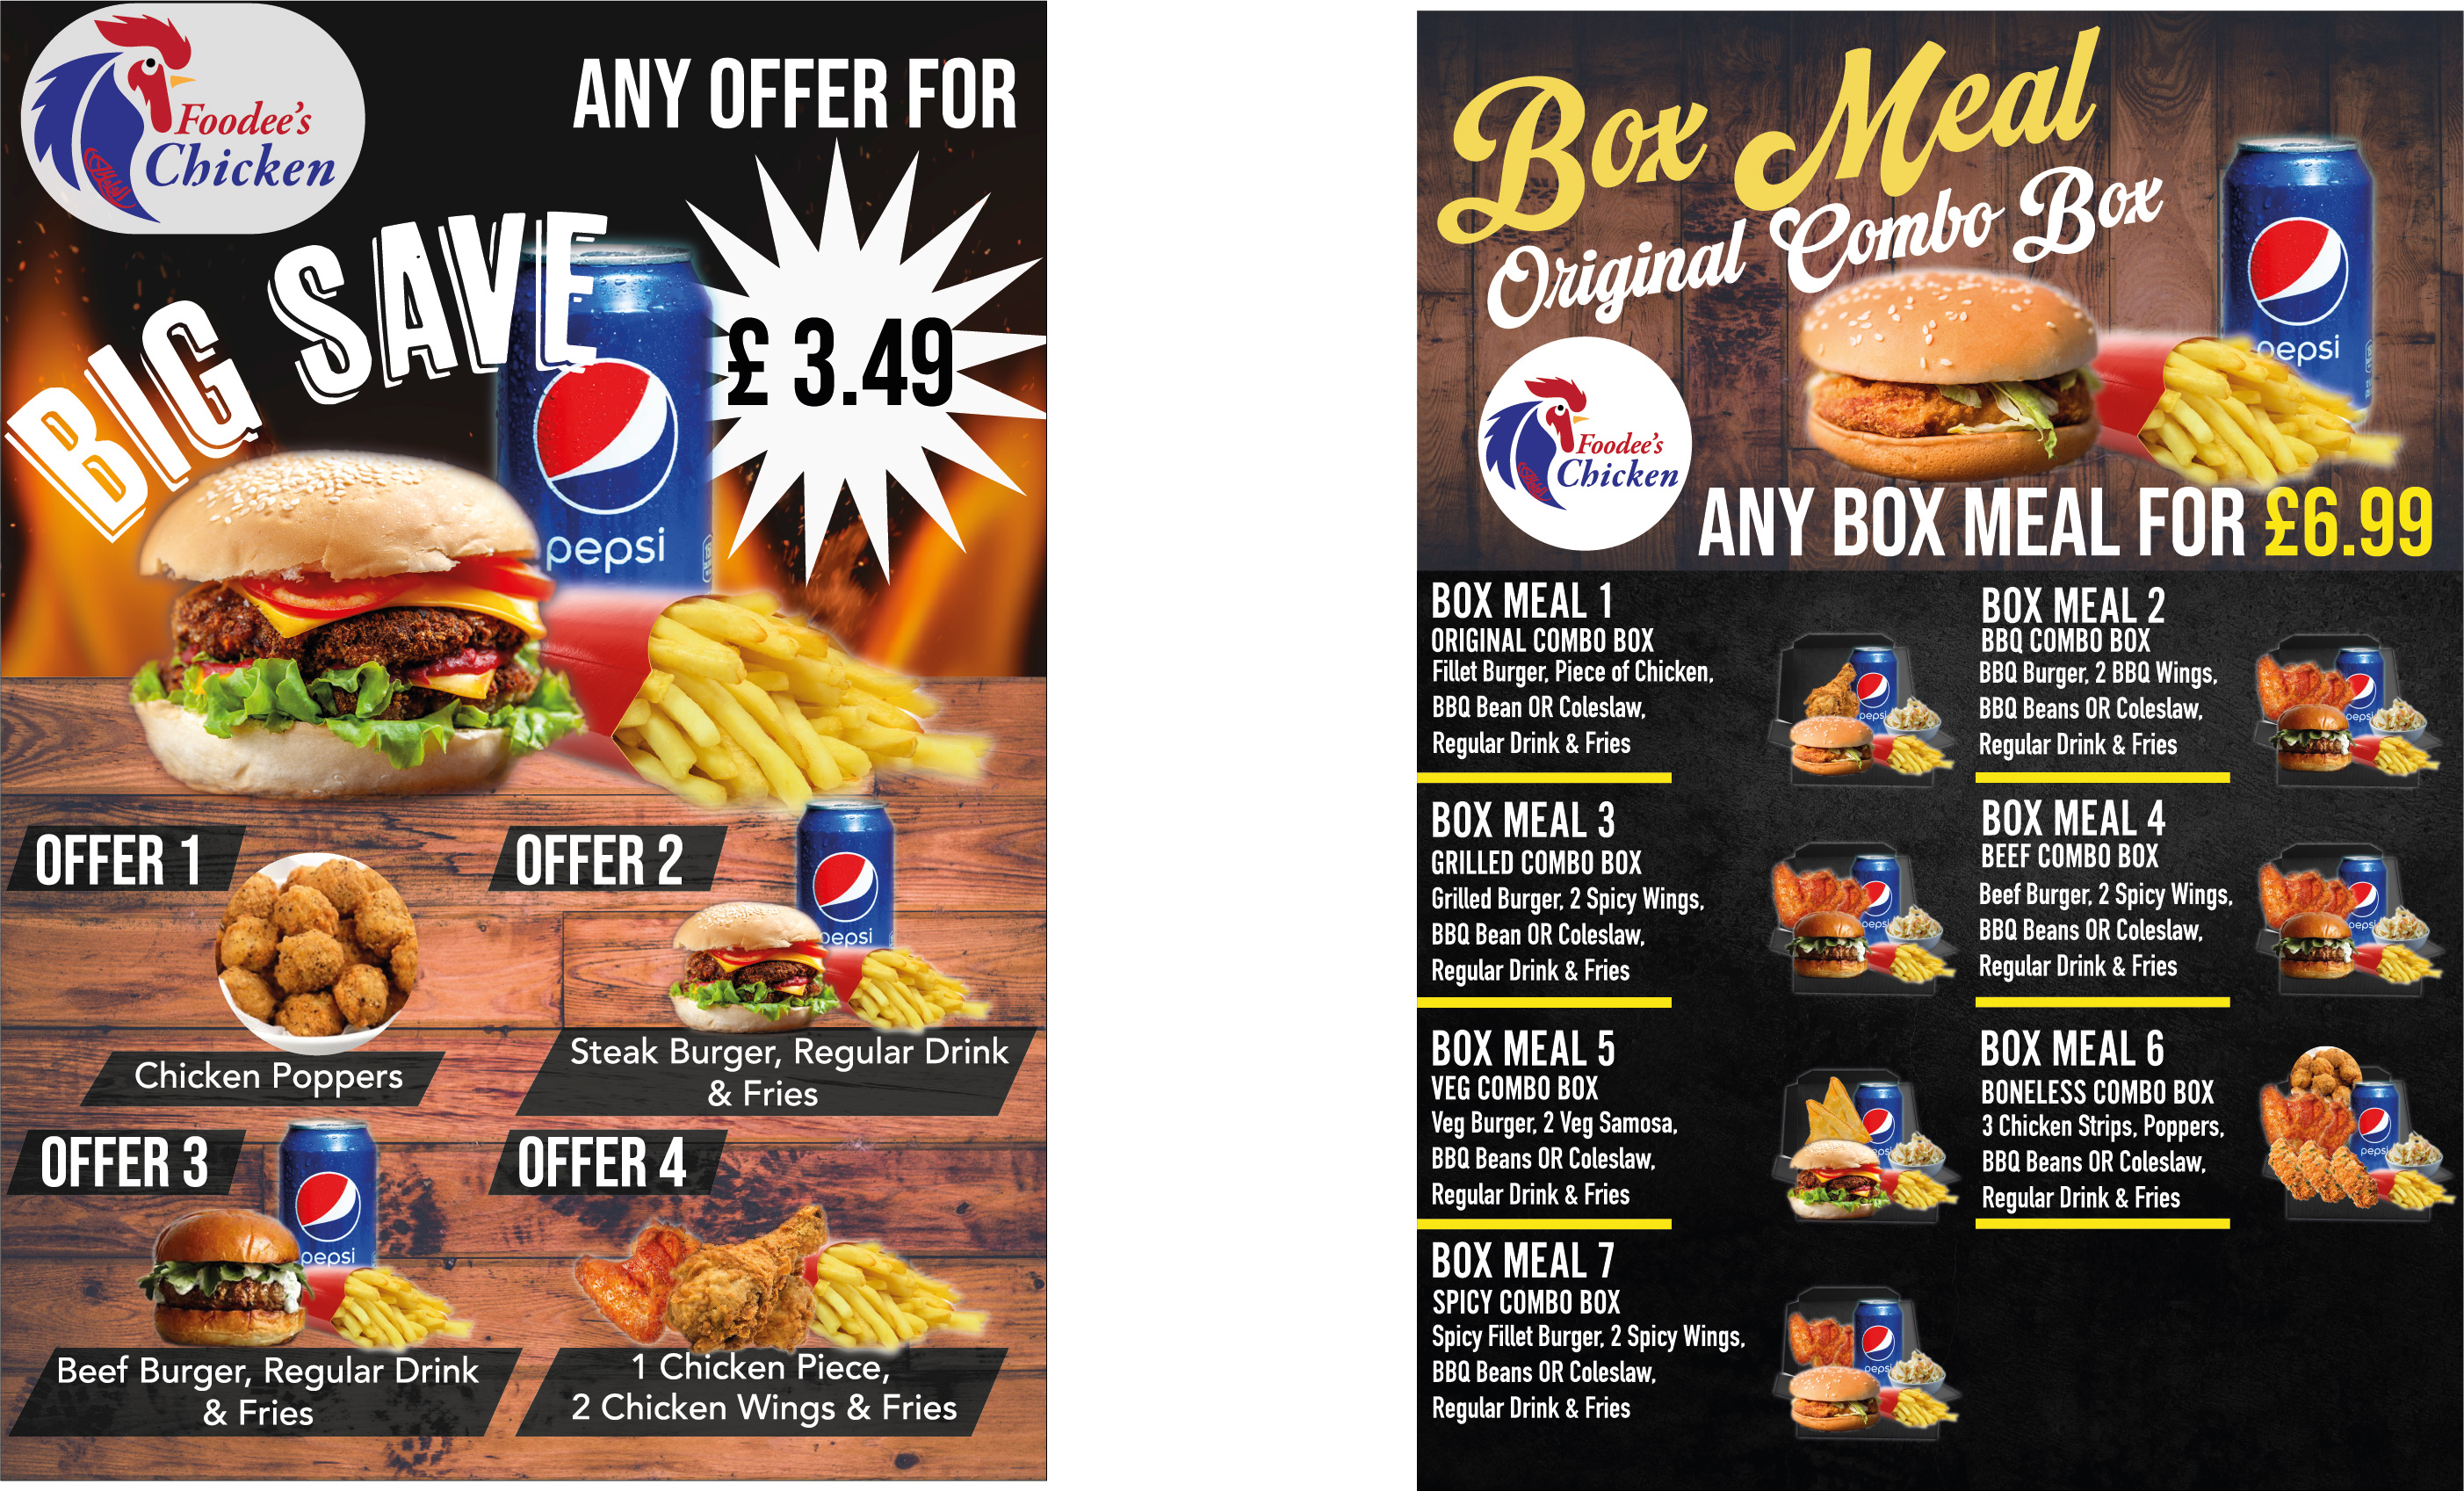 Foodee's
Chicken
ANY OFFER FOR
BIG SAVE
£ 3.49
pepsi
OFFER 1
Chicken Poppers
OFFER 2
pepsi
Steak Burger, Regular Drink
& Fries
OFFER 3
pepsi
Beef Burger, Regular Drink
& Fries
OFFER 4
1 Chicken Piece,
2 Chicken Wings & Fries
Box Meal
Original Combo Box
pepsi
Foodee's
Chicken
ANY BOX MEAL FOR £6.99
BOX MEAL 1
ORIGINAL COMBO BOX
Fillet Burger, Piece of Chicken,
BBQ Bean OR Coleslaw,
Regular Drink & Fries
pepsi
BOX MEAL 2
BBQ COMBO BOX
BBQ Burger, 2 BBQ Wings,
BBQ Beans OR Coleslaw,
Regular Drink & Fries
pepsi
BOX MEAL 3
GRILLED COMBO BOX
Grilled Burger, 2 Spicy Wings,
BBQ Bean OR Coleslaw,
Regular Drink & Fries
pepsi
BOX MEAL 4
BEEF COMBO BOX
Beef Burger, 2 Spicy Wings,
BBQ Beans OR Coleslaw,
Regular Drink & Fries
pepsi
BOX MEAL 5
VEG COMBO BOX
Veg Burger, 2 Veg Samosa,
BBQ Beans OR Coleslaw,
Regular Drink & Fries
BOX MEAL 6
BONELESS COMBO BOX
3 Chicken Strips, Poppers,
BBQ Beans OR Coleslaw,
Regular Drink & Fries
pepsi
BOX MEAL 7
SPICY COMBO BOX
Spicy Fillet Burger, 2 Spicy Wings,
BBQ Beans OR Coleslaw,
Regular Drink & Fries
pepsi